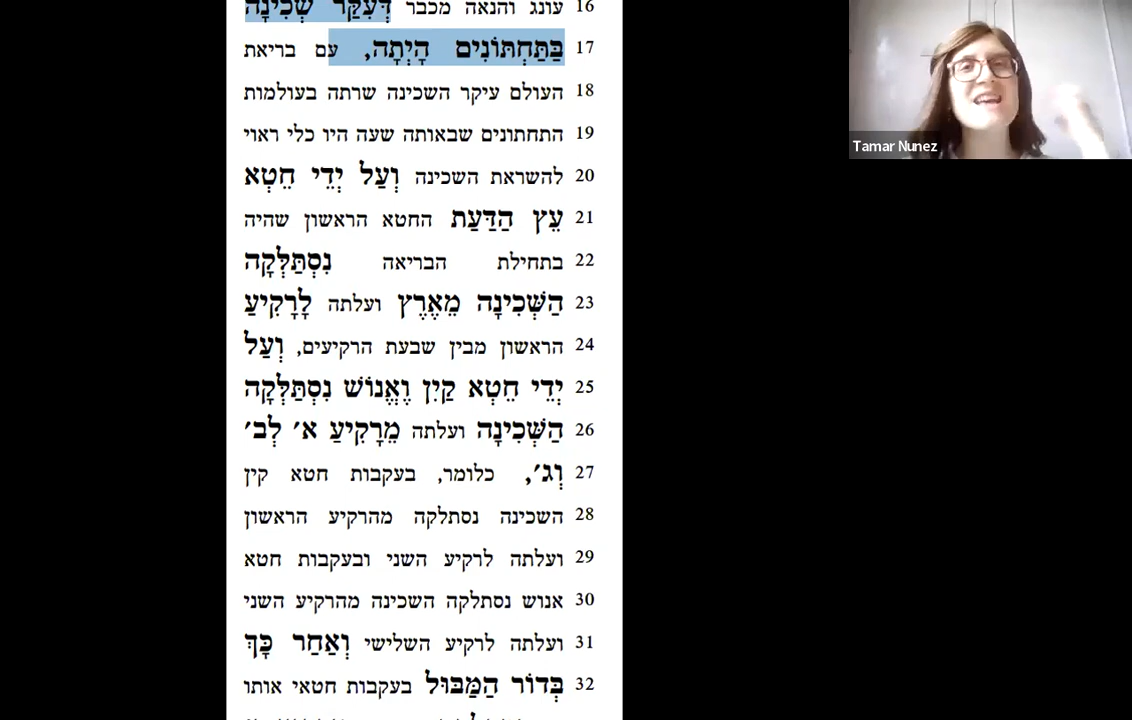 16 עונג והנאה מכבר דְּעִקַּר שְׁכִינָה
17 בַּתַּחְתּוֹנִים הָיְתָה, עם בריאת
18 העולם עיקר השכינה שרתה בעולמות
19 התחתונים שבאותה שעה היו כלי ראוי
20 להשראת השכינה וְעַל יְדֵי חֵטְא
21 עֵץ הַדַּעַת החטא הראשון שהיה
22 בתחילת הבריאה נִסְתַּלְּקָה
23 הַשְּׁכִינָה מֵאֶרֶץ ועלתה לָרָקִיעַ
24 הראשון מבין שבעת הרקיעים, וְעַל
25 יְדֵי חֵטְא קַיִן וֶאֱנוֹשׁ נִסְתַּלְּקָה
26 הַשְּׁכִינָה ועלתה מֵרָקִיעַ א׳ לְב׳
27 וְג׳, כלומר, בעקבות חטא קין
28 השכינה נסתלקה מהרקיע הראשון
29 ועלתה לרקיע השני ובעקבות חטא
30 אנוש נסתלקה השכינה מהרקיע השני
31 ועלתה לרקיע השלישי וְאַחַר כָּךְ
32 בְּדוֹר הַמַּבּוּל בעקבות חטאי אותו
Tamar Nunez